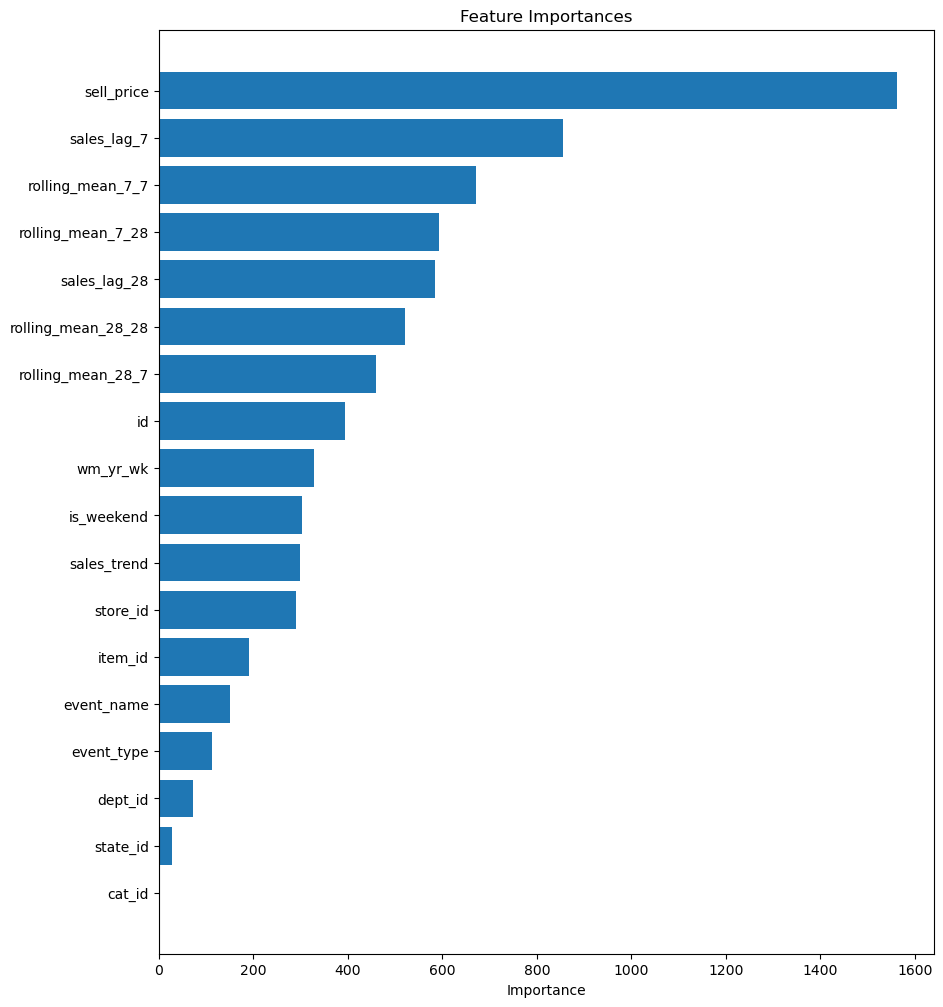 Feature Importances
sell_price
sales_lag_7
rolling_mean_7_7
rolling_mean_7_28
sales_lag_28
rolling_mean_28_28
rolling_mean_28_7
id
wm_yr_wk
is_weekend
sales_trend
store_id
item_id
event_name
event_type
dept_id
state_id
cat_id
0 200 400 600 800 1000 1200 1400 1600
Importance